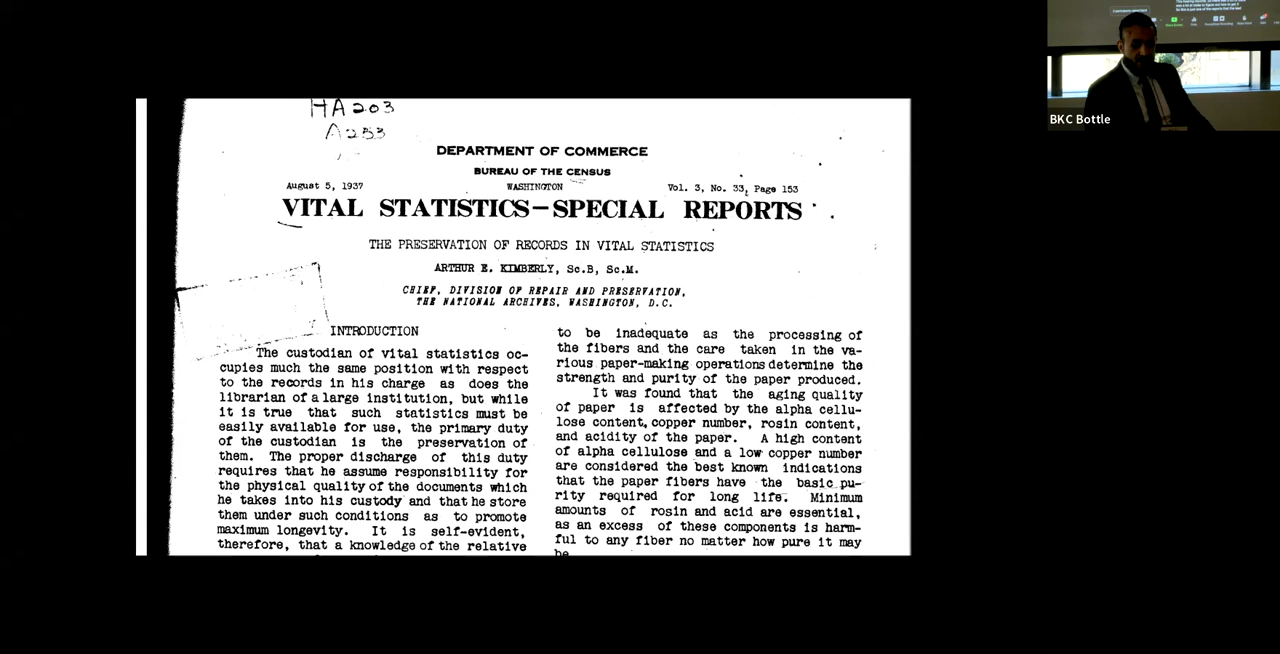 HA203
A253
DEPARTMENT OF COMMERCE
BUREAU OF THE CENSUS
August 5, 1937 WASHINGTON Vol. 3, No. 33, Page 153
VITAL STATISTICS—SPECIAL REPORTS
THE PRESERVATION OF RECORDS IN VITAL STATISTICS
ARTHUR E. KIMBERLY, Sc.B, Sc.M.
CHIEF, DIVISION OF REPAIR AND PRESERVATION,
THE NATIONAL ARCHIVES, WASHINGTON, D.C.
INTRODUCTION
The custodian of vital statistics oc-
cupies much the same position with respect
to the records in his charge as does the
librarian of a large institution, but while
it is true that such statistics must be
easily available for use, the primary duty
of the custodian is the preservation of
them. The proper discharge of this duty
requires that he assume responsibility for
the physical quality of the documents which
he takes into his custody and that he store
them under such conditions as to promote
maximum longevity. It is self-evident,
therefore, that a knowledge of the relative
to be inadequate as the processing of
the fibers and the care taken in the va-
rious paper-making operations determine the
strength and purity of the paper produced.
It was found that the aging quality
of paper is affected by the alpha cellu-
lose content, copper number, rosin content,
and acidity of the paper. A high content
of alpha cellulose and a low copper number
are considered the best known indications
that the paper fibers have the basic pu-
rity required for long life. Minimum
amounts of rosin and acid are essential,
as an excess of these components is harm-
ful to any fiber no matter how pure it may
be
BKC Bottle